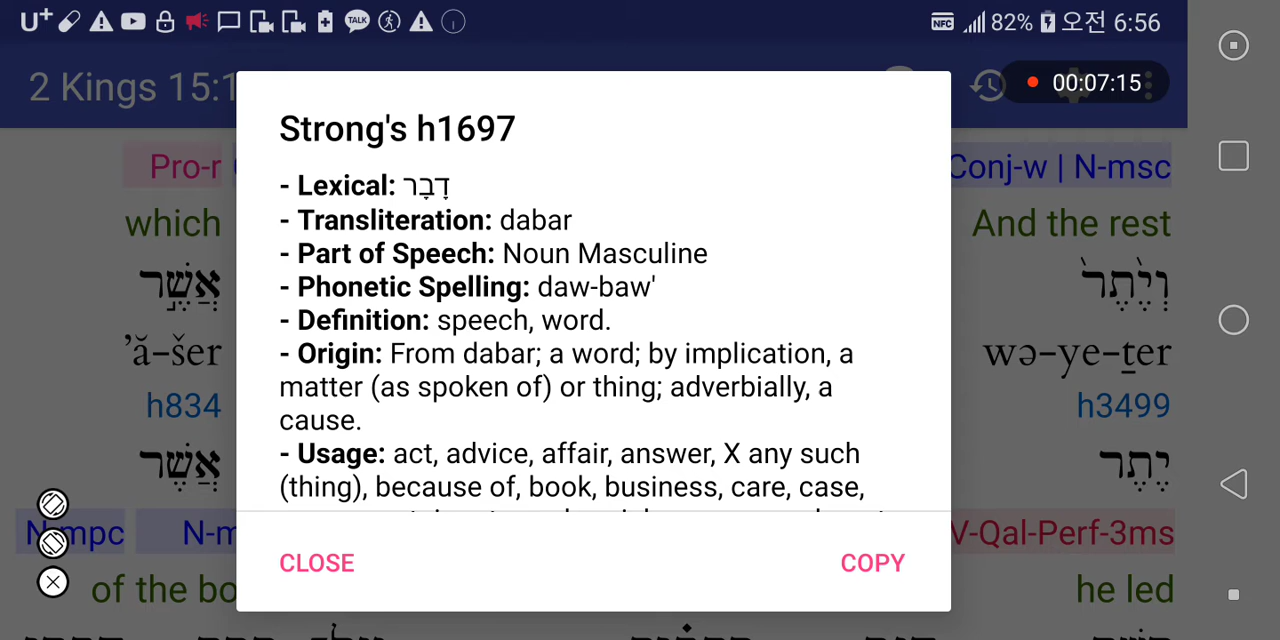 U+ TALK NFC 82% 오전 6:56
2 Kings 15:1
00:07:15
Strong's h1697
- Lexical: דָבָר
- Transliteration: dabar
- Part of Speech: Noun Masculine
- Phonetic Spelling: daw-baw'
- Definition: speech, word.
- Origin: From dabar; a word; by implication, a
matter (as spoken of) or thing; adverbially, a
cause.
- Usage: act, advice, affair, answer, X any such
(thing), because of, book, business, care, case,
CLOSE
COPY
Pro-r
which
אֲשֶׁ֣ר
’ă-šer
h834
אֲשֶׁר
N-mpc N-m
of the bo
Conj-w | N-msc
And the rest
וְיֶ֨תֶר֙
wə-ye-ṯer
h3499
יֶתֶר
V-Qal-Perf-3ms
he led